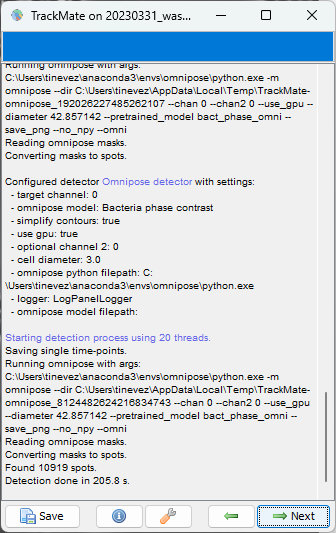 TrackMate on 20230331_was...
Running omnipose with args:
C:\Users\tinevez\anaconda3\envs\omnipose\python.exe -m
omnipose --dir C:\Users\tinevez\AppData\Local\Temp\TrackMate-
omnipose_192026227485262107 --chan 0 --chan2 0 --use_gpu --
diameter 42.857142 --pretrained_model bact_phase_omni --
save_png --no_npy --omni
Reading omnipose masks.
Converting masks to spots.
Configured detector Omnipose detector with settings:
- target channel: 0
- omnipose model: Bacteria phase contrast
- simplify contours: true
- use gpu: true
- optional channel 2: 0
- cell diameter: 3.0
- omnipose python filepath: C:
\Users\tinevez\anaconda3\envs\omnipose\python.exe
- logger: LogPanelLogger
- omnipose model filepath:
Starting detection process using 20 threads.
Saving single time-points.
Running omnipose with args:
C:\Users\tinevez\anaconda3\envs\omnipose\python.exe -m
omnipose --dir C:\Users\tinevez\AppData\Local\Temp\TrackMate-
omnipose_8124482624216834743 --chan 0 --chan2 0 --use_gpu
--diameter 42.857142 --pretrained_model bact_phase_omni --
save_png --no_npy --omni
Reading omnipose masks.
Converting masks to spots.
Found 10919 spots.
Detection done in 205.8 s.
Save
Next